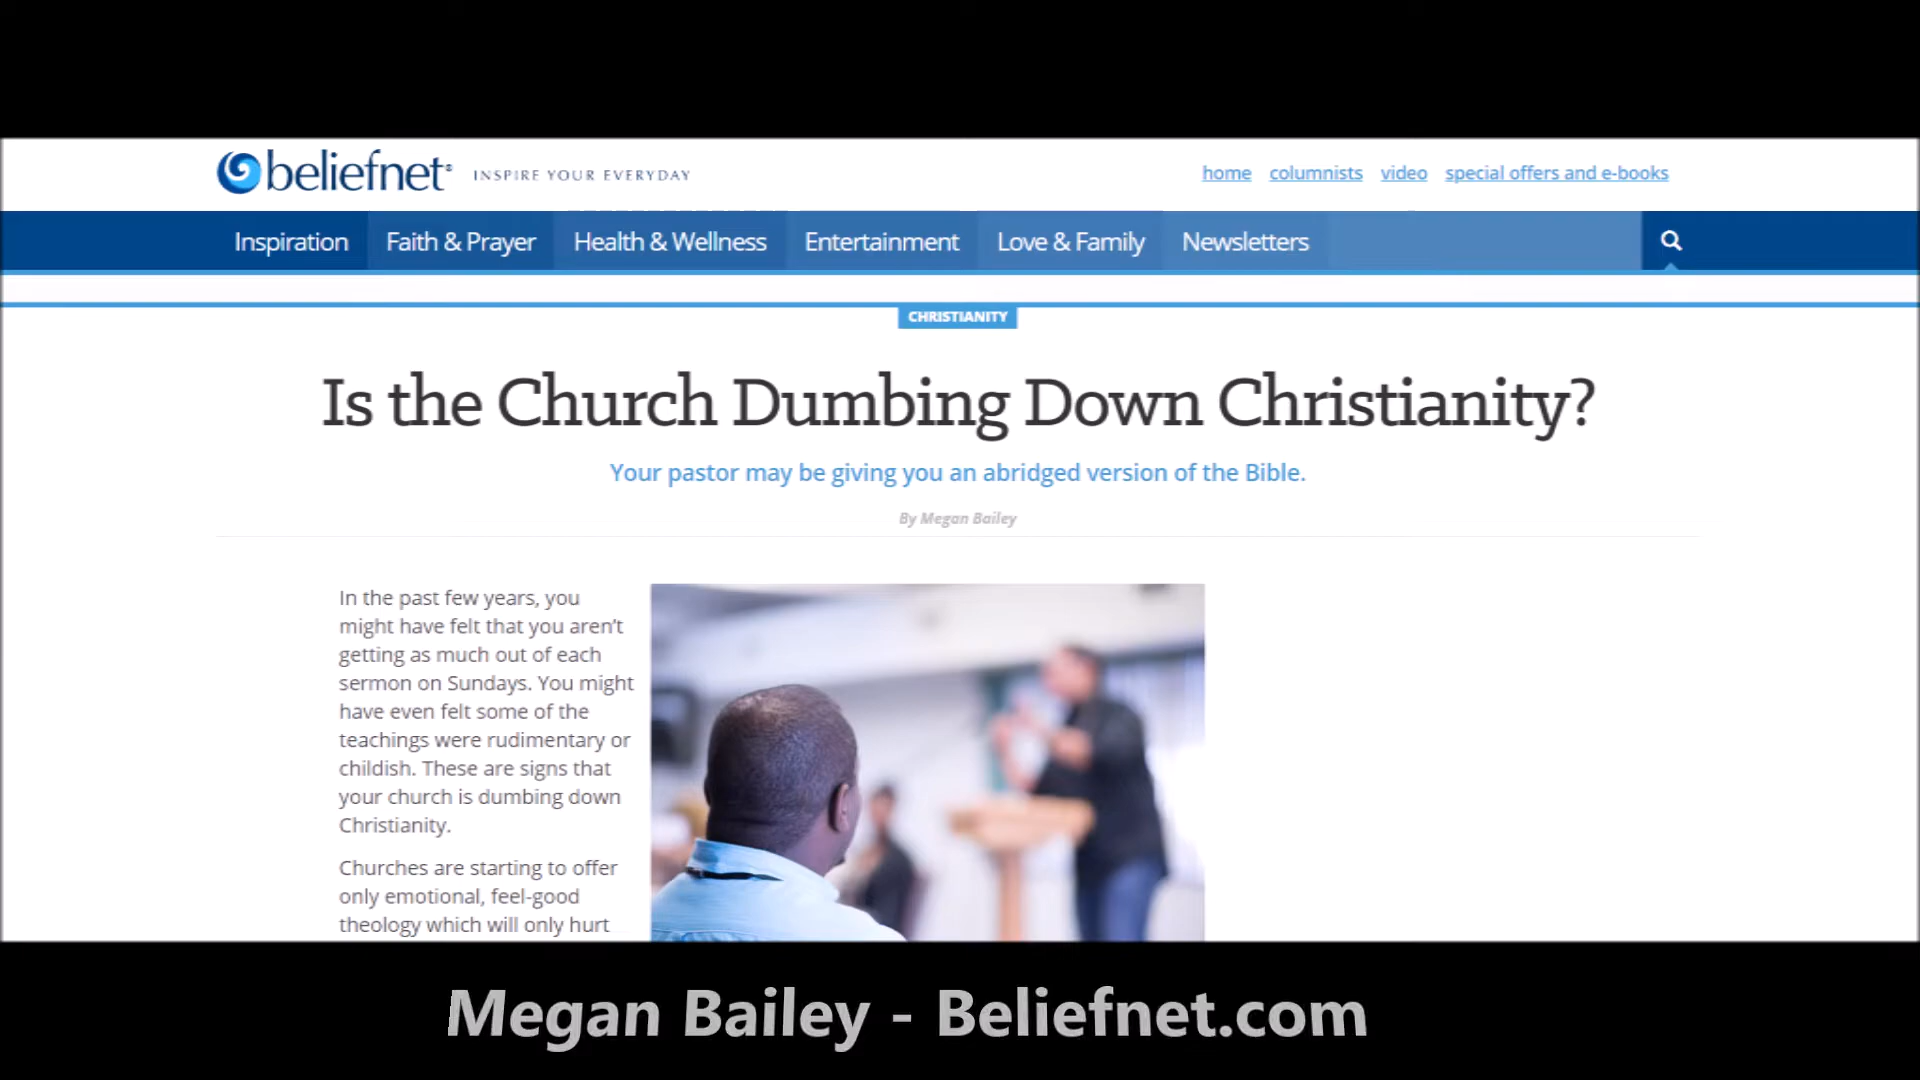 beliefnet® INSPIRE YOUR EVERYDAY
home columnists video special offers and e-books
Inspiration Faith & Prayer Health & Wellness Entertainment Love & Family Newsletters
CHRISTIANITY
Is the Church Dumbing Down Christianity?
Your pastor may be giving you an abridged version of the Bible.
By Megan Bailey
In the past few years, you
might have felt that you aren't
getting as much out of each
sermon on Sundays. You might
have even felt some of the
teachings were rudimentary or
childish. These are signs that
your church is dumbing down
Christianity.
Churches are starting to offer
only emotional, feel-good
theology which will only hurt
Megan Bailey - Beliefnet.com